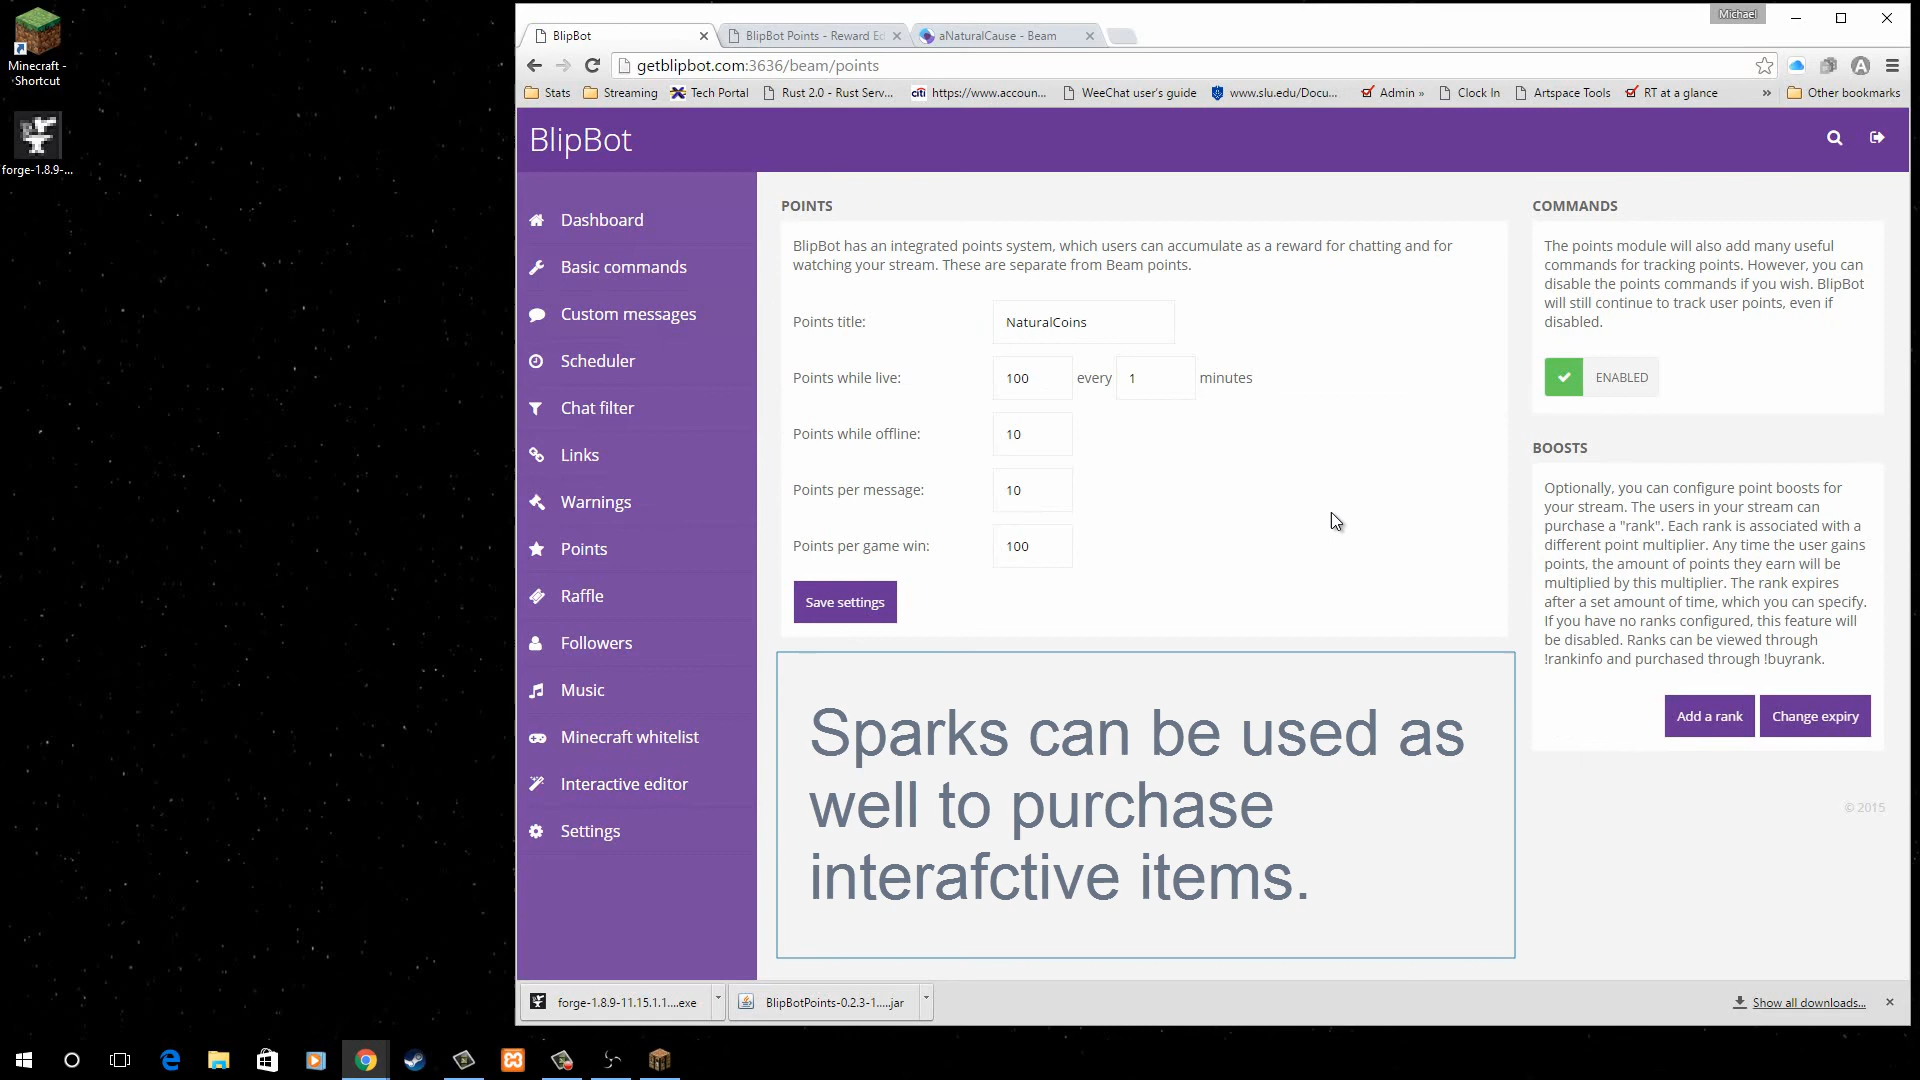 Minecraft -
Shortcut
forge-1.8.9-...
Michael
BlipBot
BlipBot Points - Reward Ed
aNaturalCause - Beam
getblipbot.com:3636/beam/points
Stats
Streaming
Tech Portal
Rust 2.0 - Rust Serv...
citi
https://www.accoun...
WeeChat user's guide
www.slu.edu/Docu...
Admin »
Clock In
Artspace Tools
RT at a glance
»
Other bookmarks
BlipBot
Dashboard
Basic commands
Custom messages
Scheduler
Chat filter
Links
Warnings
Points
Raffle
Followers
Music
Minecraft whitelist
Interactive editor
Settings
POINTS
BlipBot has an integrated points system, which users can accumulate as a reward for chatting and for
watching your stream. These are separate from Beam points.
Points title: NaturalCoins
Points while live: 100 every 1 minutes
Points while offline: 10
Points per message: 10
Points per game win: 100
Save settings
Sparks can be used as
well to purchase
interafctive items.
COMMANDS
The points module will also add many useful
commands for tracking points. However, you can
disable the points commands if you wish. BlipBot
will still continue to track user points, even if
disabled.
ENABLED
BOOSTS
Optionally, you can configure point boosts for
your stream. The users in your stream can
purchase a "rank". Each rank is associated with a
different point multiplier. Any time the user gains
points, the amount of points they earn will be
multiplied by this multiplier. The rank expires
after a set amount of time, which you can specify.
If you have no ranks configured, this feature will
be disabled. Ranks can be viewed through
!rankinfo and purchased through !buyrank.
Add a rank
Change expiry
© 2015
forge-1.8.9-11.15.1.1....exe
BlipBotPoints-0.2.3-1.....jar
Show all downloads...